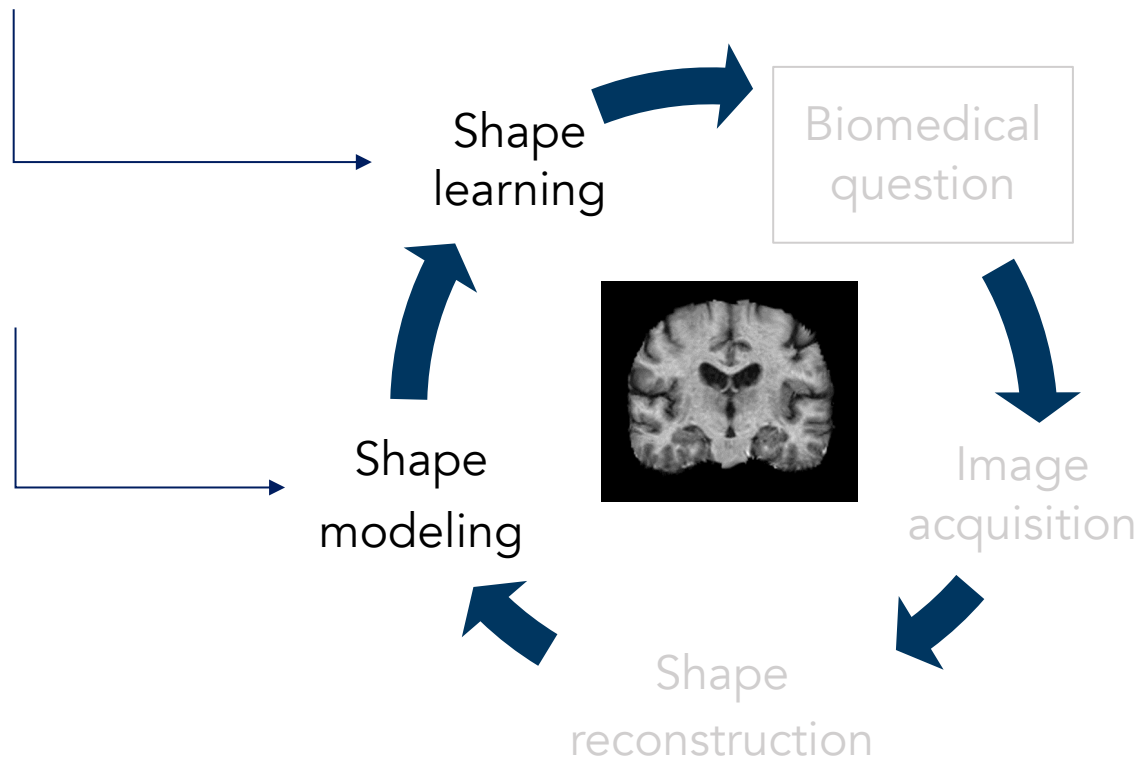 Shape
learning
Biomedical
question
Shape
modeling
Image
acquisition
Shape
reconstruction